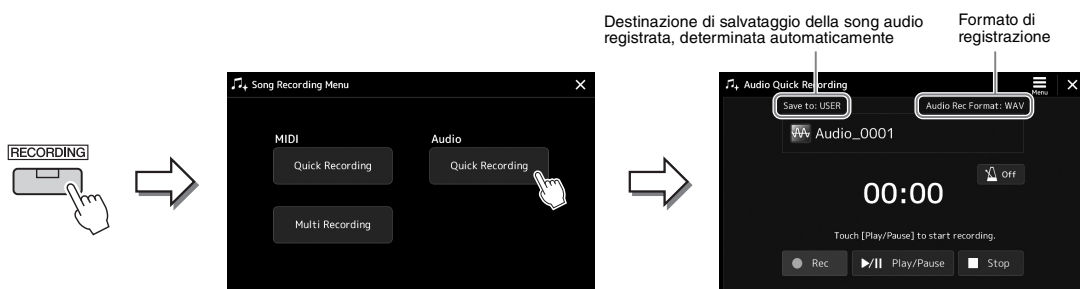 Destinazione di salvataggio della song audio
registrata, determinata automaticamente
Formato di
registrazione
RECORDING
Song Recording Menu
MIDI
Audio
Quick Recording
Quick Recording
Multi Recording
Audio Quick Recording
Menu
Save to: USER
Audio Rec Format: WAV
Audio_0001
Off
00:00
Touch [Play/Pause] to start recording.
Rec
Play/Pause
Stop